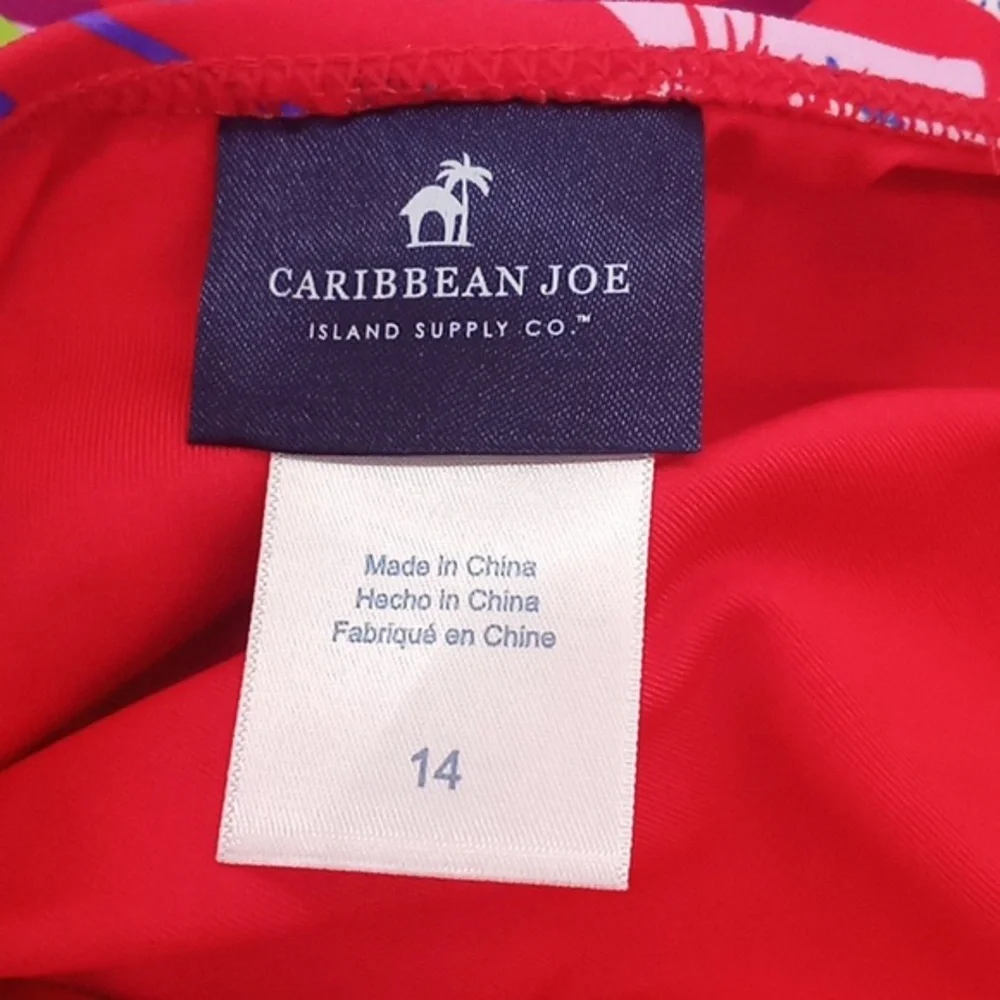 CARIBBEAN JOE
ISLAND SUPPLY CO.™
Made in China
Hecho in China
Fabriqué en Chine
14